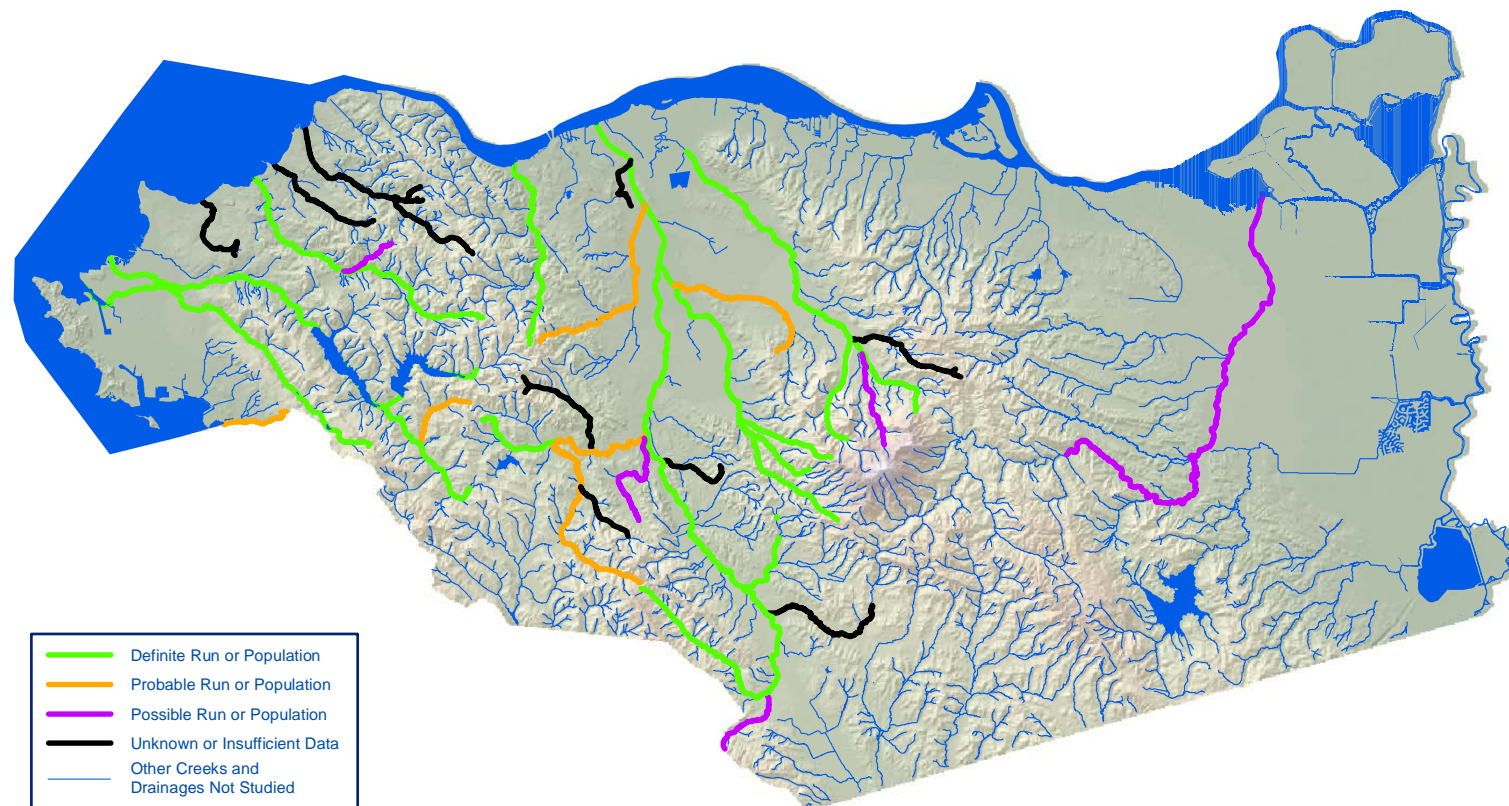 Definite Run or Population
Probable Run or Population
Possible Run or Population
Unknown or Insufficient Data
Other Creeks and
Drainages Not Studied